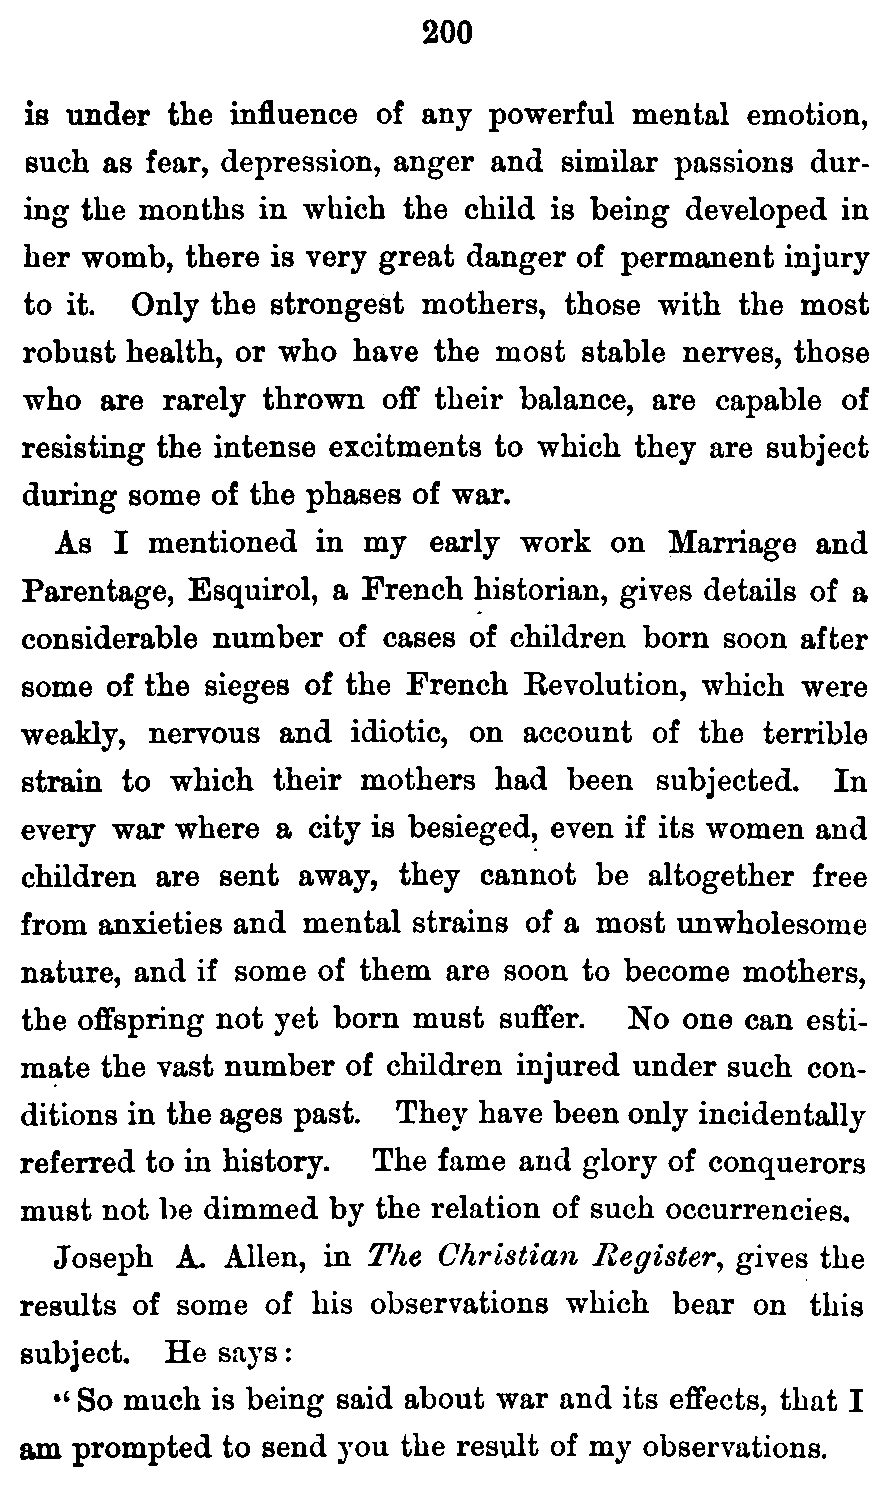 200
is under the influence of any powerful mental emotion,
such as fear, depression, anger and similar passions dur-
ing the months in which the child is being developed in
her womb, there is very great danger of permanent injury
to it. Only the strongest mothers, those with the most
robust health, or who have the most stable nerves, those
who are rarely thrown off their balance, are capable of
resisting the intense excitments to which they are subject
during some of the phases of war.
As I mentioned in my early work on Marriage and
Parentage, Esquirol, a French historian, gives details of a
considerable number of cases of children born soon after
some of the sieges of the French Revolution, which were
weakly, nervous and idiotic, on account of the terrible
strain to which their mothers had been subjected. In
every war where a city is besieged, even if its women and
children are sent away, they cannot be altogether free
from anxieties and mental strains of a most unwholesome
nature, and if some of them are soon to become mothers,
the offspring not yet born must suffer. No one can esti-
mate the vast number of children injured under such con-
ditions in the ages past. They have been only incidentally
referred to in history. The fame and glory of conquerors
must not be dimmed by the relation of such occurrencies.
Joseph A. Allen, in The Christian Register, gives the
results of some of his observations which bear on this
subject. He says:
"So much is being said about war and its effects, that I
am prompted to send you the result of my observations.